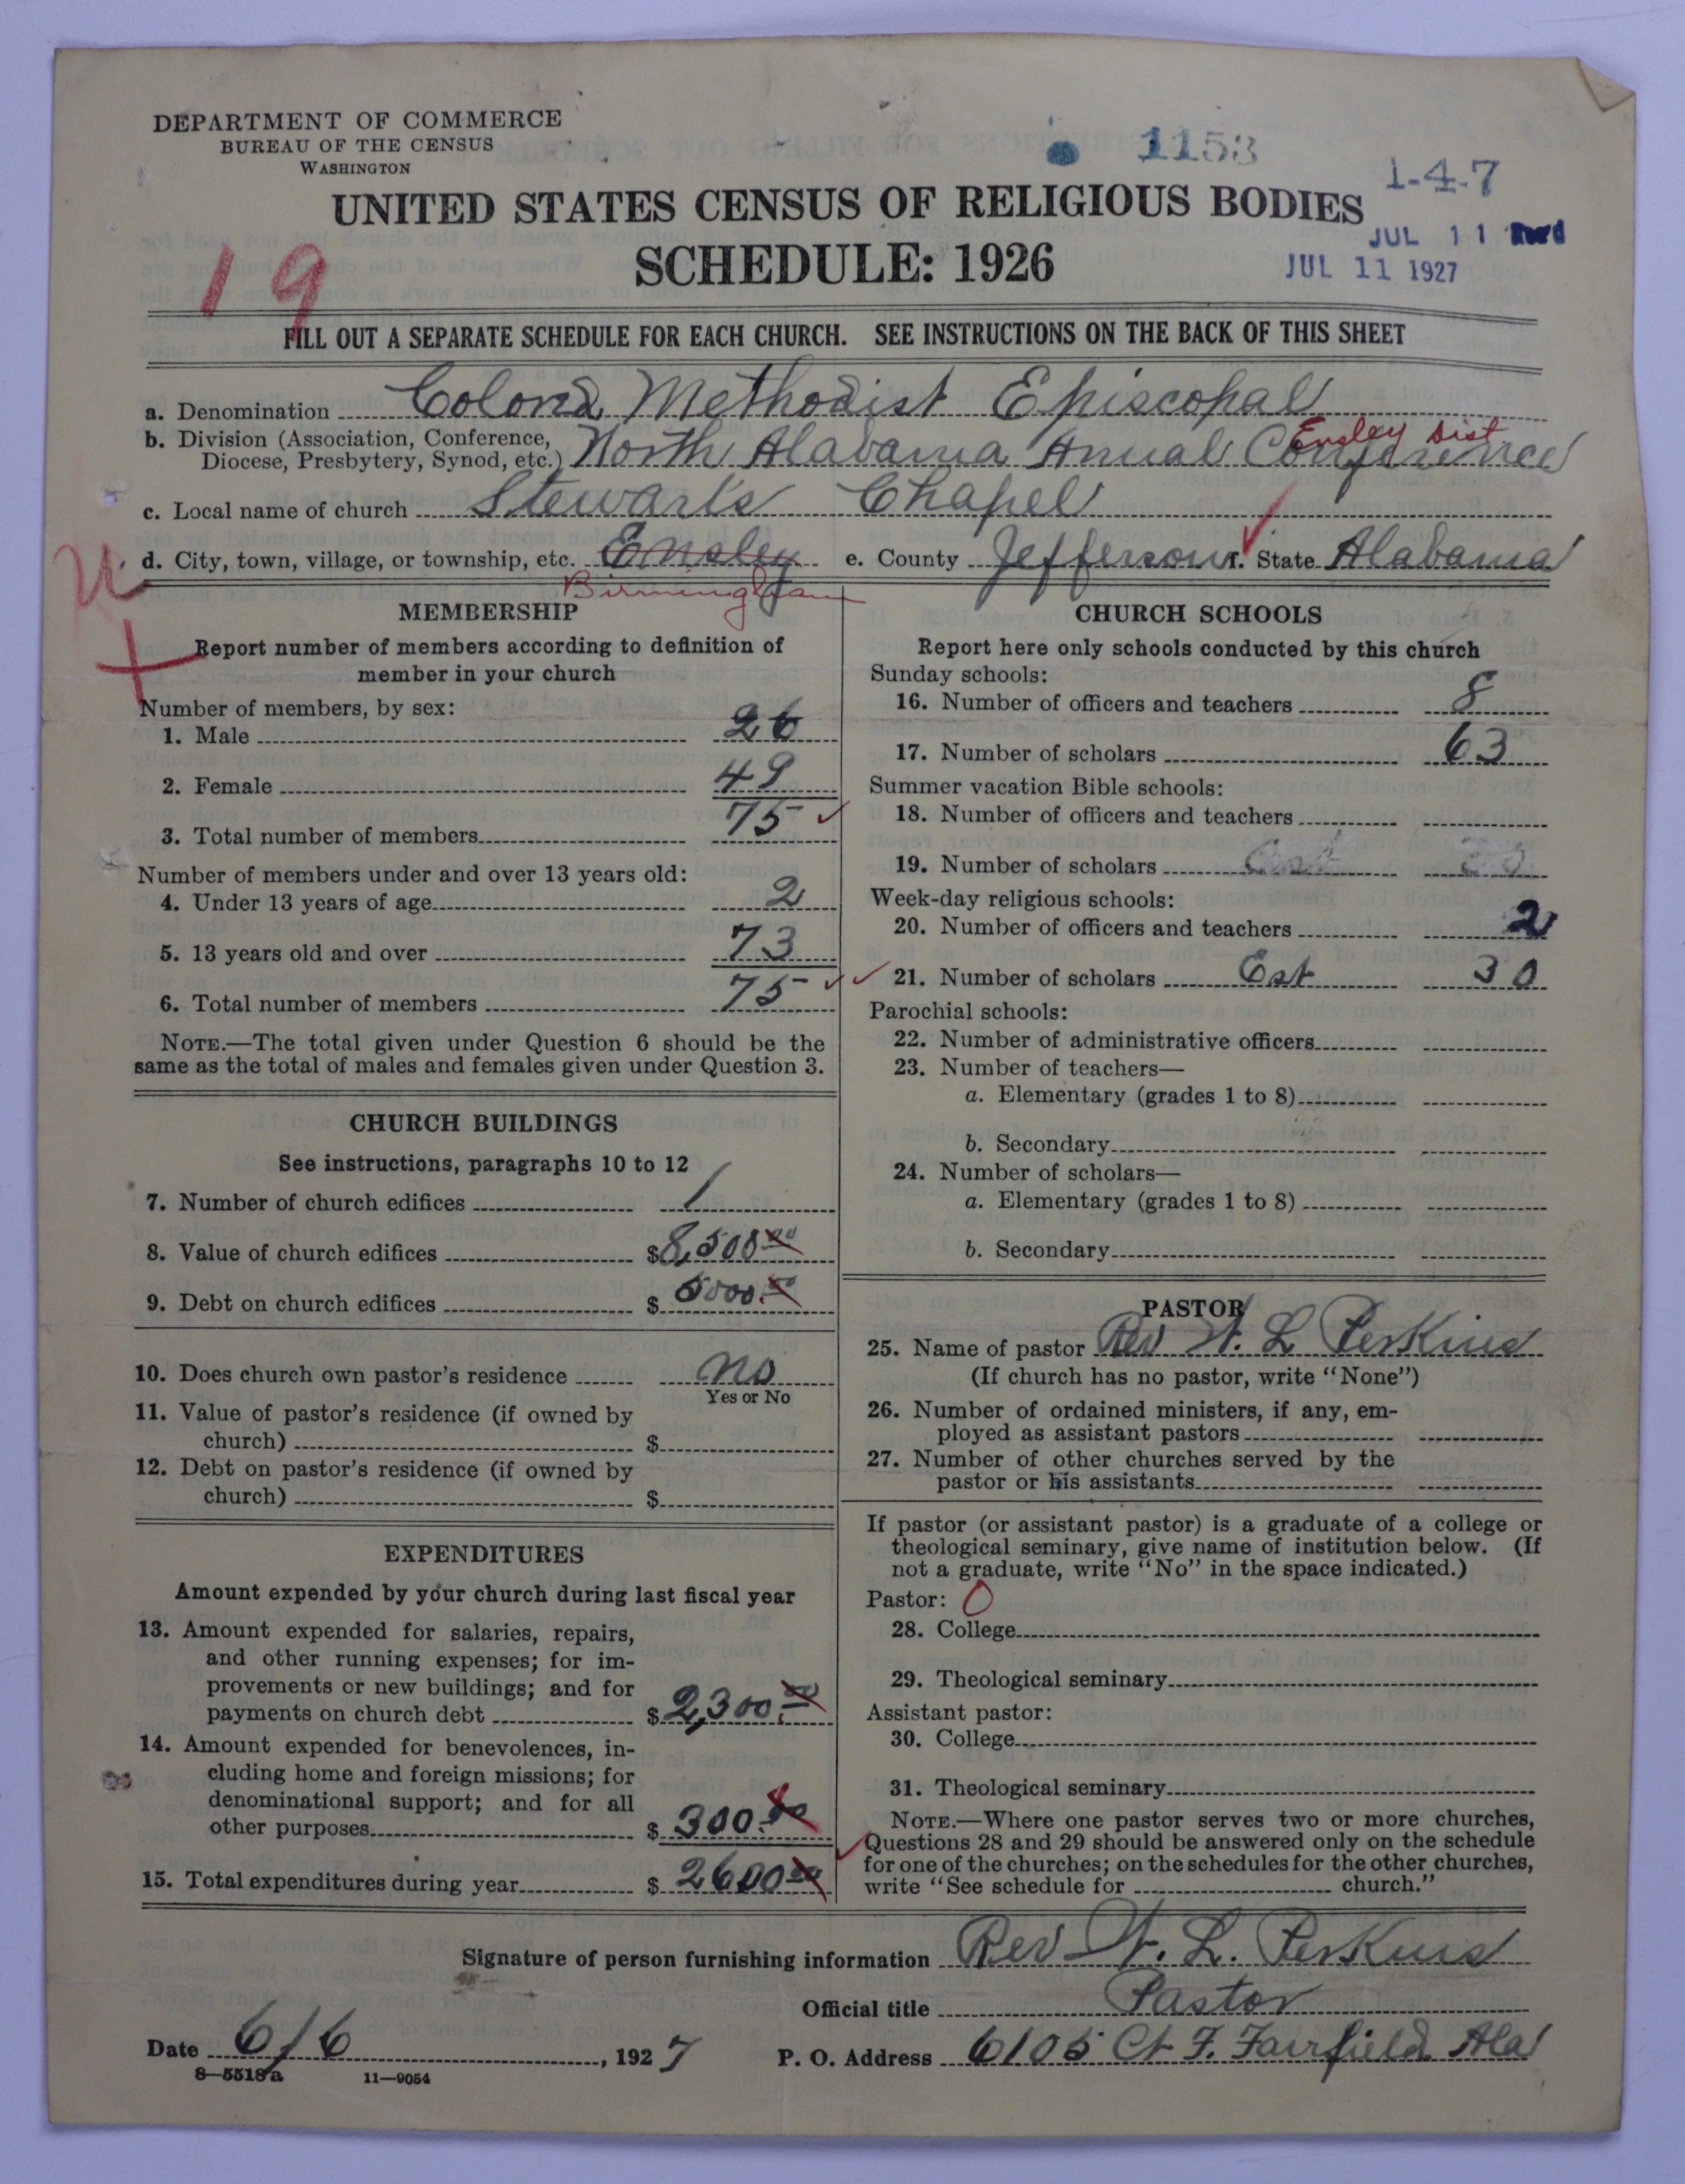 DEPARTMENT OF COMMERCE
BUREAU OF THE CENSUS
WASHINGTON
1153
1-4-7
UNITED STATES CENSUS OF RELIGIOUS BODIES
SCHEDULE: 1926
JUL 11
JUL 11 1927
19
FILL OUT A SEPARATE SCHEDULE FOR EACH CHURCH. SEE INSTRUCTIONS ON THE BACK OF THIS SHEET
a. Denomination Colored Methodist Episcopal
Ensley Dist
b. Division (Association, Conference, Diocese, Presbytery, Synod, etc.) North Alabama Annual Conference
c. Local name of church Stewarts Chapel
d. City, town, village, or township, etc. Ensley e. County Jefferson f. State Alabama
Birmingham
MEMBERSHIP
Report number of members according to definition of
member in your church
Number of members, by sex:
1. Male 26
2. Female 49
3. Total number of members 75
Number of members under and over 13 years old:
4. Under 13 years of age 2
5. 13 years old and over 73
6. Total number of members 75
NOTE.—The total given under Question 6 should be the
same as the total of males and females given under Question 3.
CHURCH BUILDINGS
See instructions, paragraphs 10 to 12
7. Number of church edifices 1
8. Value of church edifices $8,500.00
9. Debt on church edifices $ 5000.00
10. Does church own pastor's residence no
Yes or No
11. Value of pastor's residence (if owned by
church) $
12. Debt on pastor's residence (if owned by
church) $
EXPENDITURES
Amount expended by your church during last fiscal year
13. Amount expended for salaries, repairs,
and other running expenses; for im-
provements or new buildings; and for
payments on church debt $ 2,300.00
14. Amount expended for benevolences, in-
cluding home and foreign missions; for
denominational support; and for all
other purposes $ 300.00
15. Total expenditures during year $ 2600.00
CHURCH SCHOOLS
Report here only schools conducted by this church
Sunday schools:
16. Number of officers and teachers 8
17. Number of scholars 63
Summer vacation Bible schools:
18. Number of officers and teachers
19. Number of scholars Est 30
Week-day religious schools:
20. Number of officers and teachers 2
21. Number of scholars Est 30
Parochial schools:
22. Number of administrative officers
23. Number of teachers—
a. Elementary (grades 1 to 8)
b. Secondary
24. Number of scholars—
a. Elementary (grades 1 to 8)
b. Secondary
PASTOR
25. Name of pastor Rev W. L Perkins
(If church has no pastor, write "None")
26. Number of ordained ministers, if any, em-
ployed as assistant pastors
27. Number of other churches served by the
pastor or his assistants
If pastor (or assistant pastor) is a graduate of a college or
theological seminary, give name of institution below. (If
not a graduate, write "No" in the space indicated.)
Pastor: 0
28. College
29. Theological seminary
Assistant pastor:
30. College
31. Theological seminary
NOTE.—Where one pastor serves two or more churches,
Questions 28 and 29 should be answered only on the schedule
for one of the churches; on the schedules for the other churches,
write "See schedule for church."
Signature of person furnishing information Rev W. L. Perkins
Official title Pastor
Date 6/6, 1927 P. O. Address 6105 Ct F. Fairfield Ala
8—5518a 11—9054